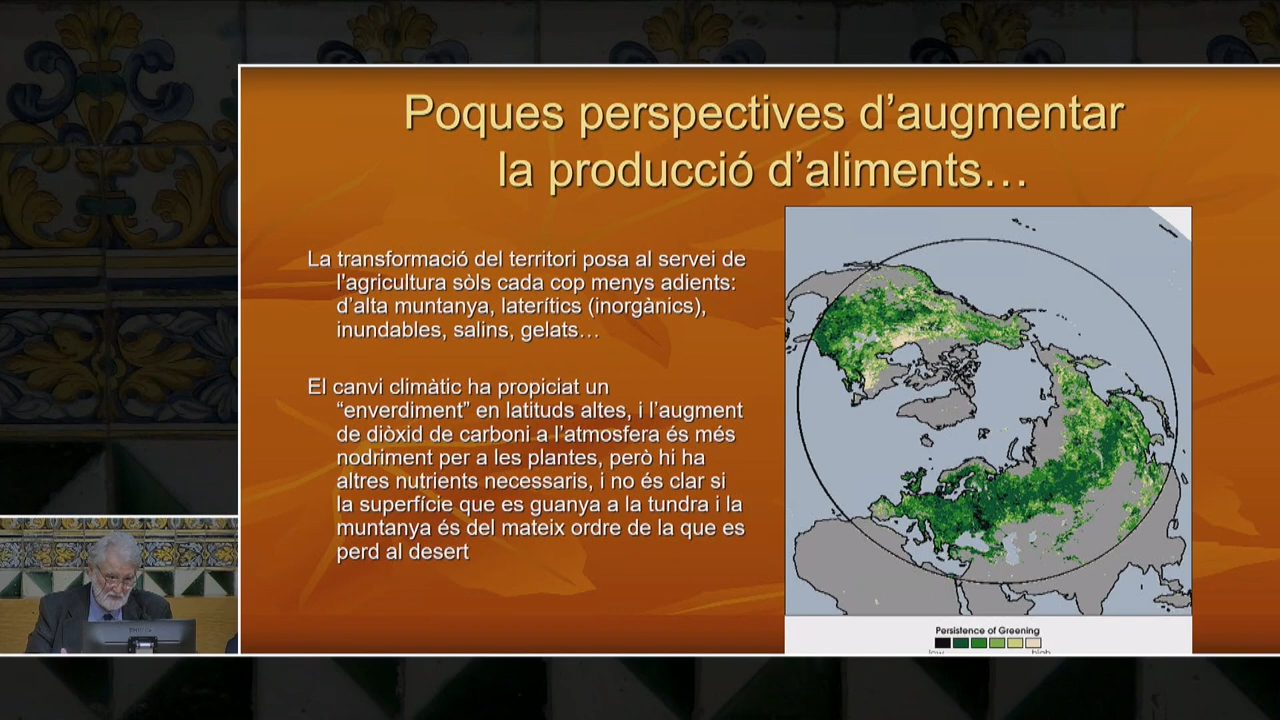 Poques perspectives d’augmentar
la producció d’aliments…
La transformació del territori posa al servei de
l’agricultura sòls cada cop menys adients:
d’alta muntanya, laterítics (inorgànics),
inundables, salins, gelats…
El canvi climàtic ha propiciat un
“enverdiment” en latituds altes, i l’augment
de diòxid de carboni a l’atmosfera és més
nodriment per a les plantes, però hi ha
altres nutrients necessaris, i no és clar si
la superfície que es guanya a la tundra i la
muntanya és del mateix ordre de la que es
perd al desert
Persistence of Greening